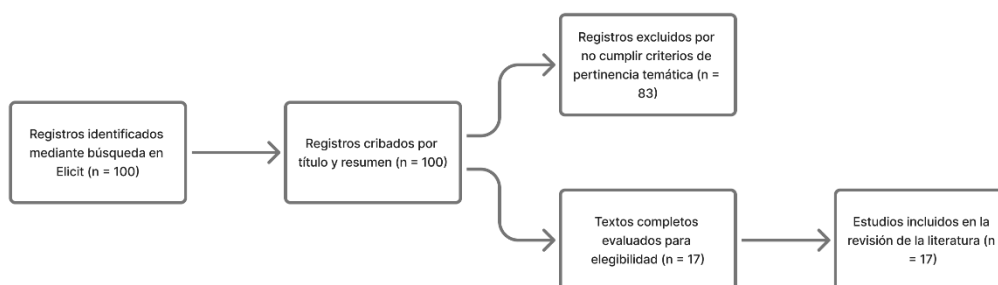 Registros identificados
mediante búsqueda en
Elicit (n = 100)
Registros cribados por
título y resumen (n = 100)
Registros excluidos por
no cumplir criterios de
pertinencia temática (n =
83)
Textos completos
evaluados para
elegibilidad (n = 17)
Estudios incluidos en la
revisión de la literatura (n
= 17)